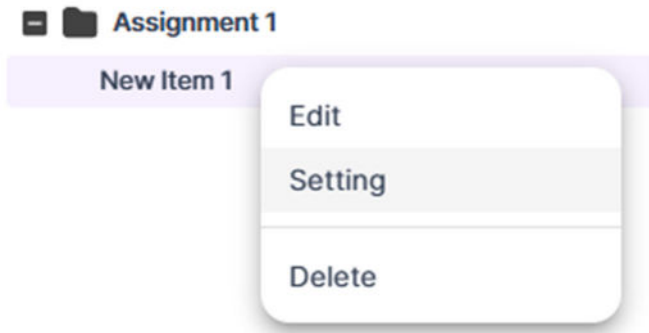 Assignment 1
New Item 1
Edit
Setting
Delete